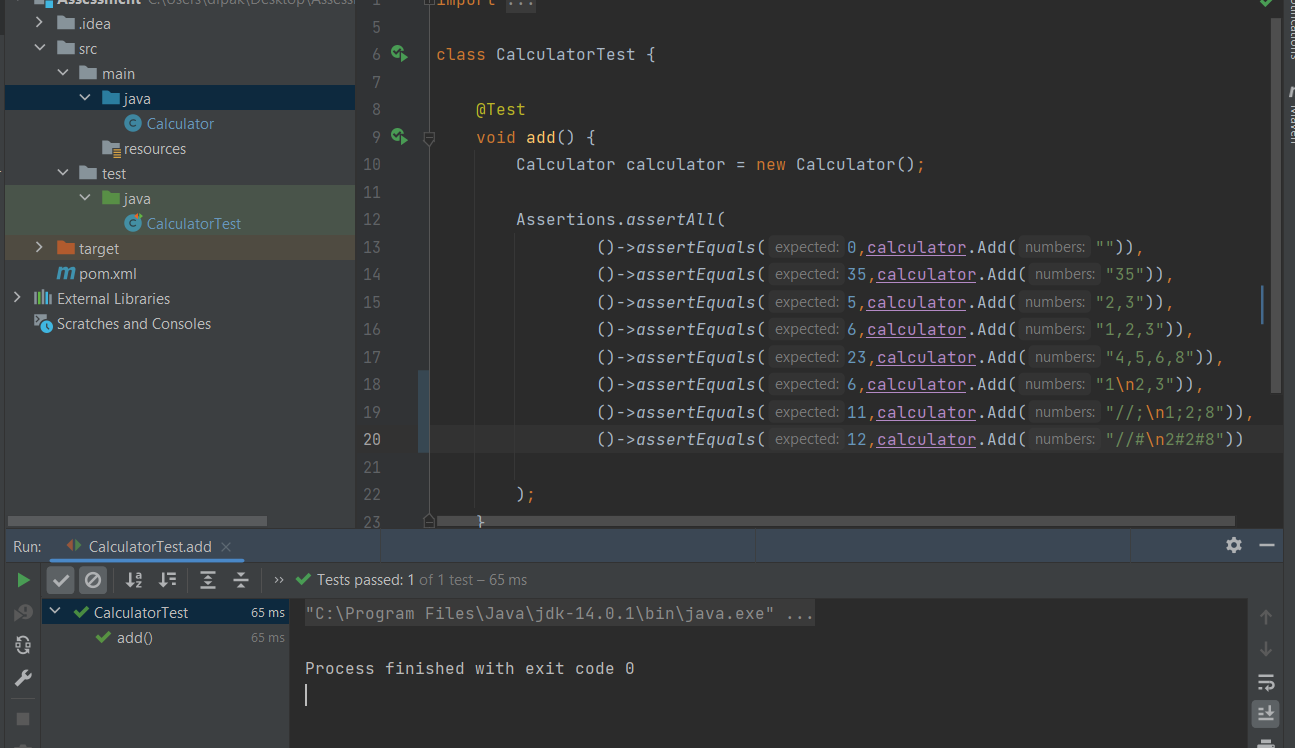 Assessment C:\Users\dipak\Desktop\Assess
.idea
src
main
java
Calculator
resources
test
java
CalculatorTest
target
pom.xml
External Libraries
Scratches and Consoles
1 import ...
5
6 class CalculatorTest {
7
8 @Test
9 void add() {
10 Calculator calculator = new Calculator();
11
12 Assertions.assertAll(
13 ()->assertEquals( expected: 0,calculator.Add( numbers: "")),
14 ()->assertEquals( expected: 35,calculator.Add( numbers: "35")),
15 ()->assertEquals( expected: 5,calculator.Add( numbers: "2,3")),
16 ()->assertEquals( expected: 6,calculator.Add( numbers: "1,2,3")),
17 ()->assertEquals( expected: 23,calculator.Add( numbers: "4,5,6,8")),
18 ()->assertEquals( expected: 6,calculator.Add( numbers: "1\n2,3")),
19 ()->assertEquals( expected: 11,calculator.Add( numbers: "//;\n1;2;8")),
20 ()->assertEquals( expected: 12,calculator.Add( numbers: "//#\n2#2#8"))
21
22 );
23 }
Maven
Run: CalculatorTest.add
Tests passed: 1 of 1 test – 65 ms
CalculatorTest 65 ms
add() 65 ms
"C:\Program Files\Java\jdk-14.0.1\bin\java.exe" ...
Process finished with exit code 0